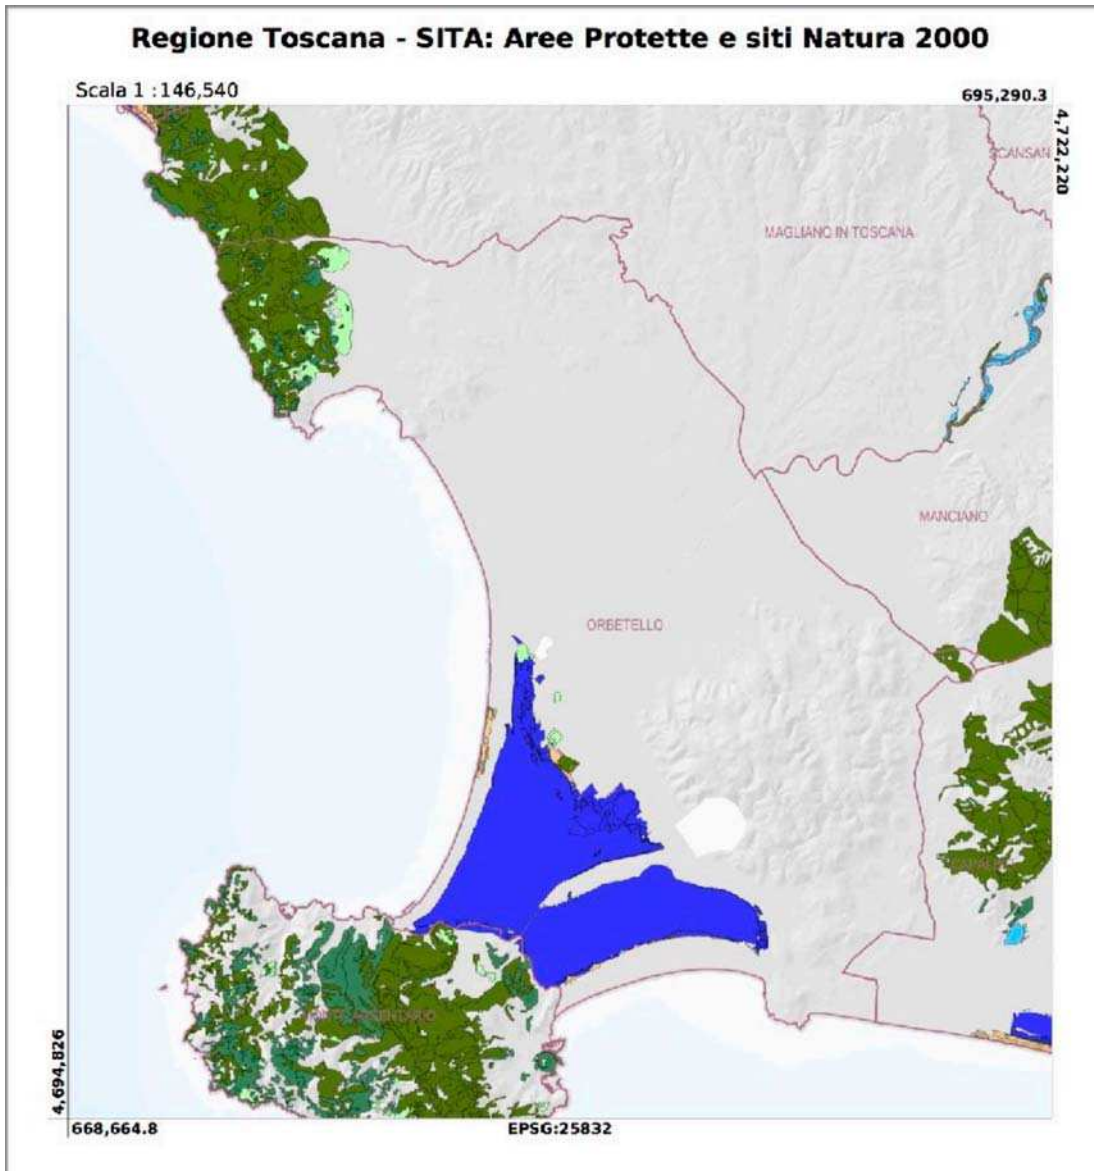 Regione Toscana - SITA: Aree Protette e siti Natura 2000
Scala 1 : 146,540
695,290.3
4,722,220
SCANSAN
MAGLIANO IN TOSCANA
MANCIANO
ORBETELLO
4,694,826
668,664.8
EPSG:25832